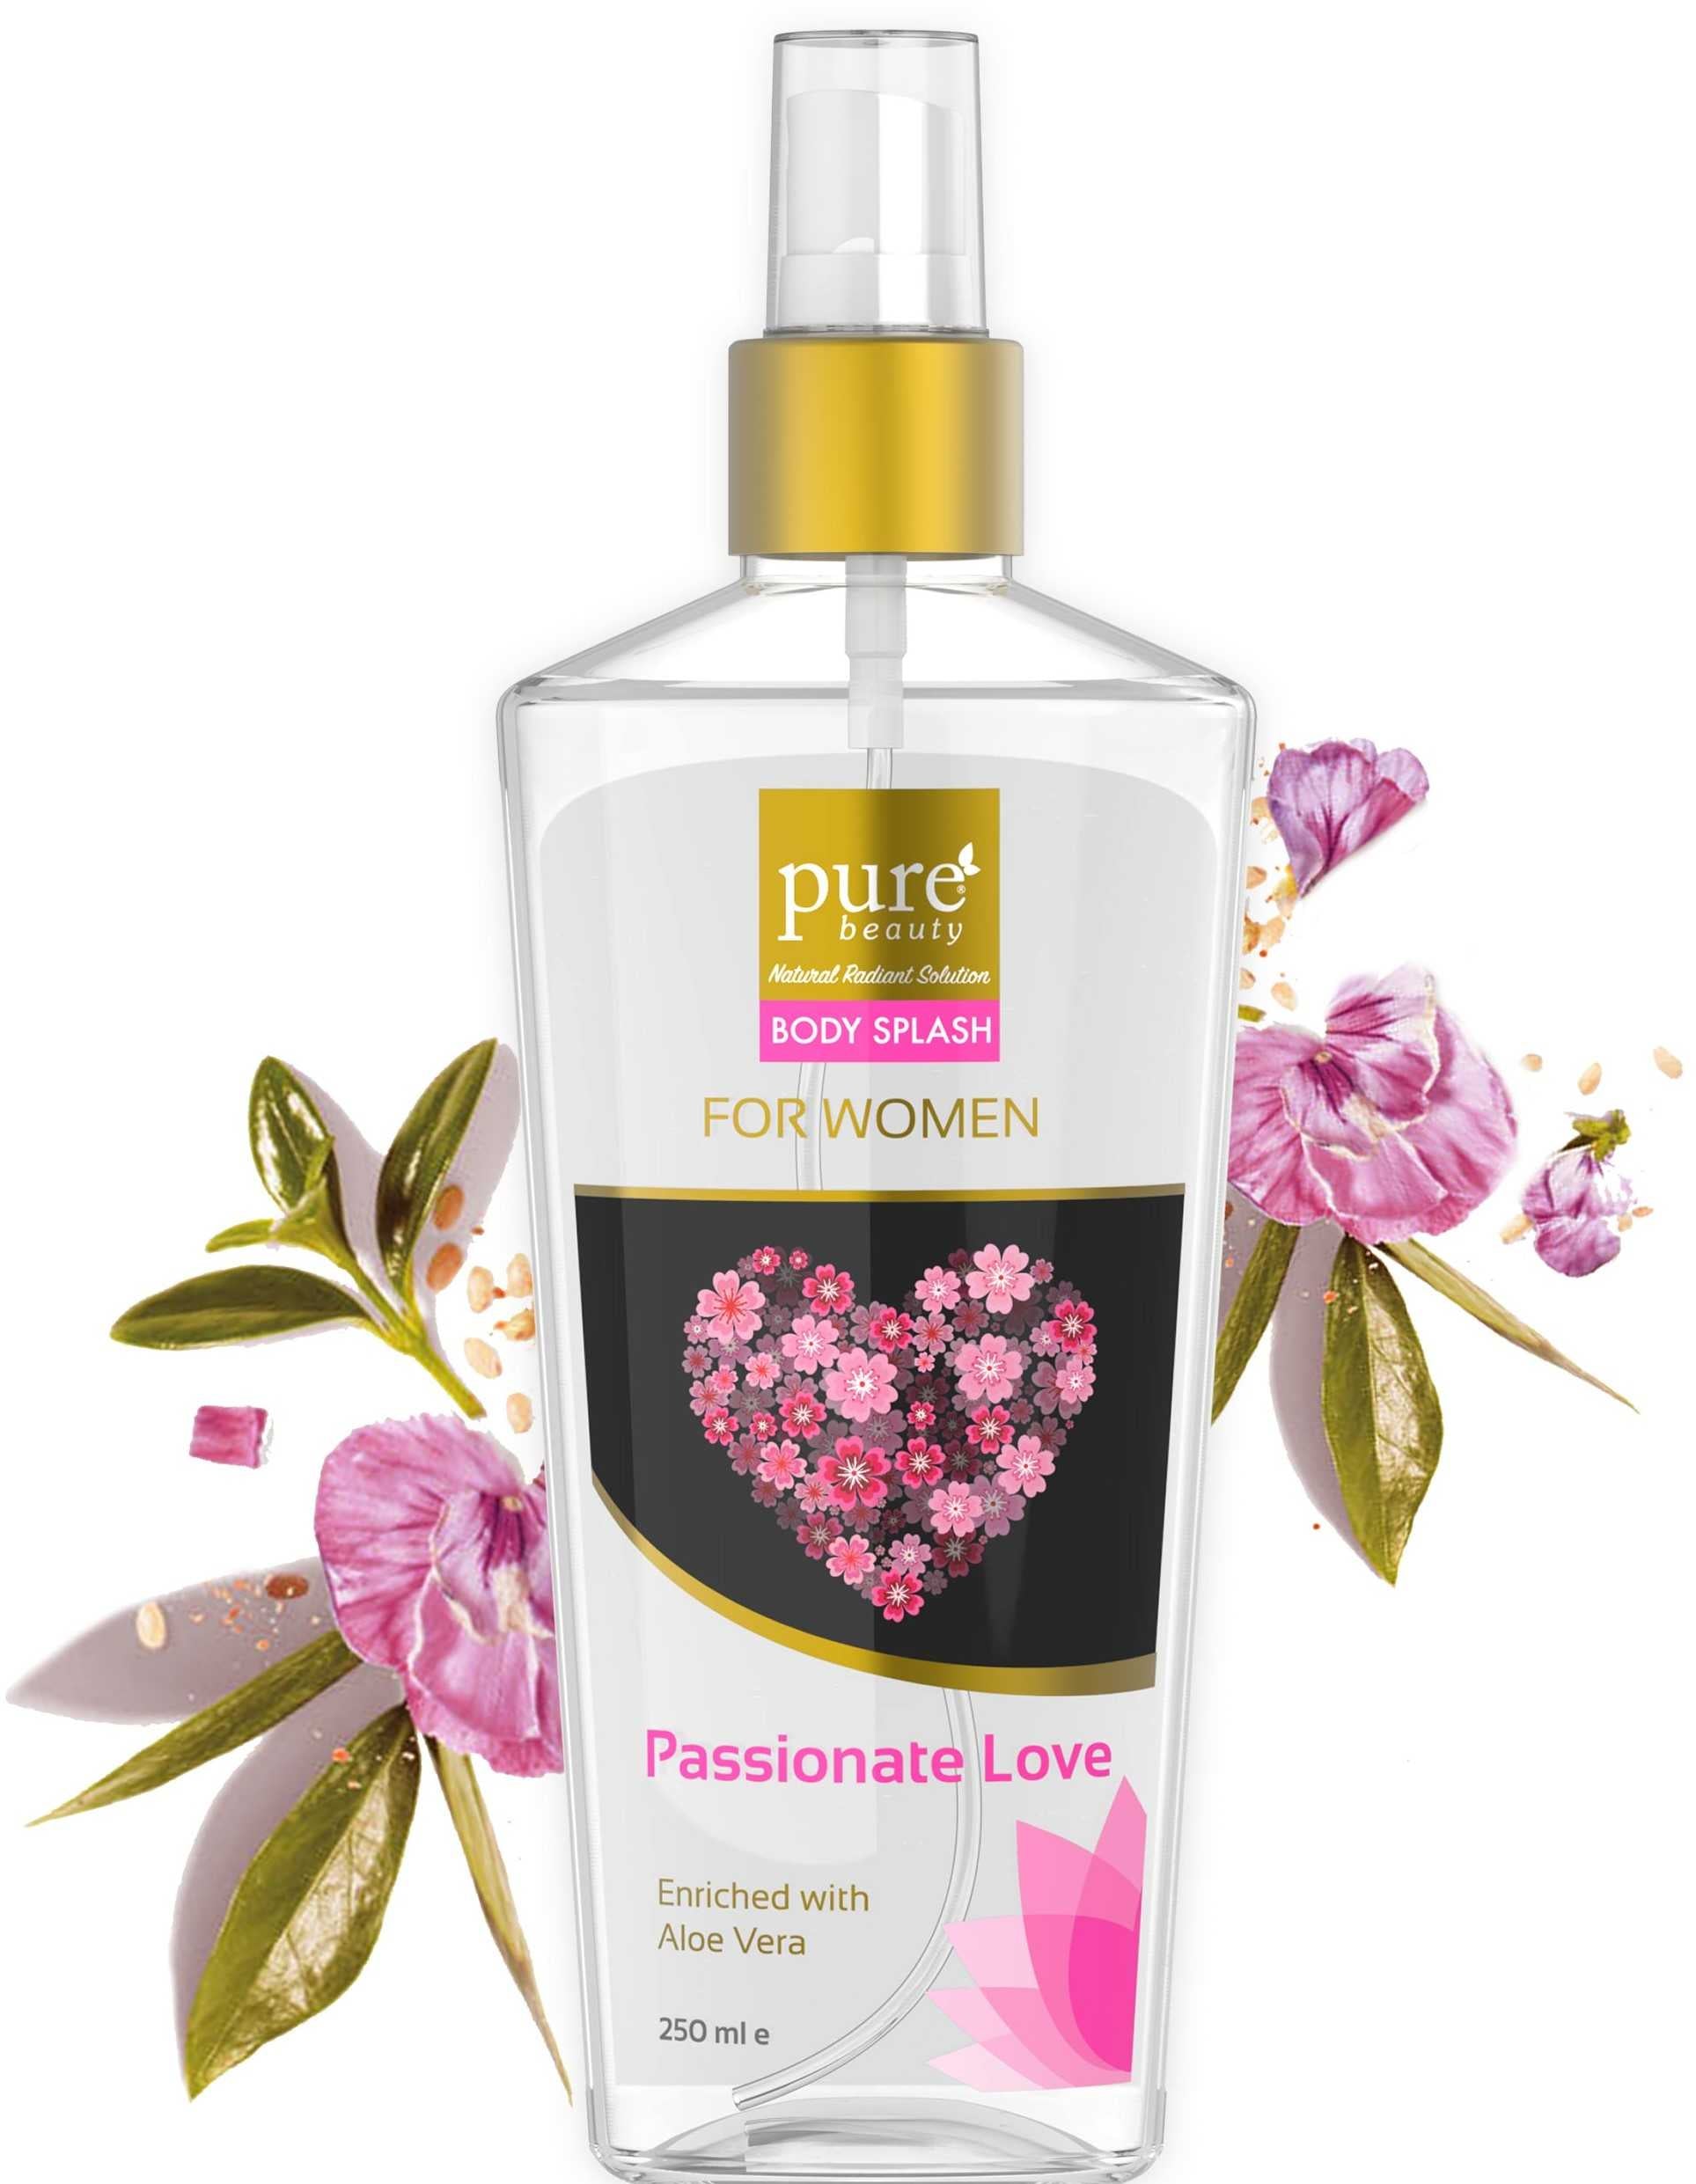 pure®
beauty
Natural Radiant Solution
BODY SPLASH
FOR WOMEN
Passionate Love
Enriched with
Aloe Vera
250 ml e